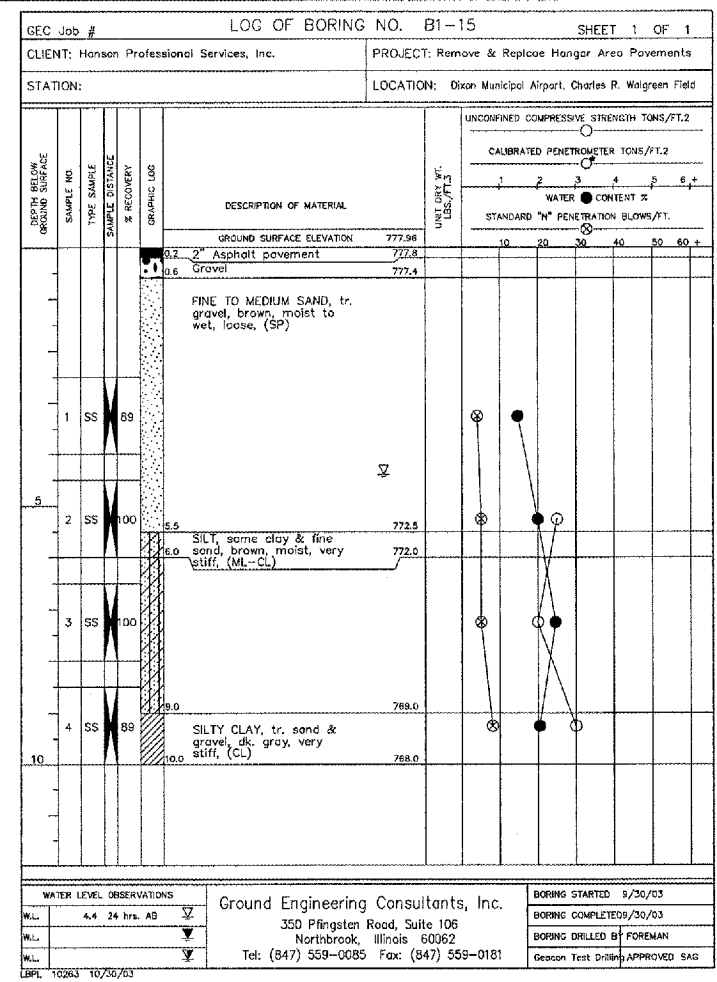 GEC Job # LOG OF BORING NO. B1-15 SHEET 1 OF 1
CLIENT: Hanson Professional Services, Inc. PROJECT: Remove & Replcae Hangar Area Pavements
STATION: LOCATION: Dixon Municipal Airport, Charles R. Walgreen Field
DEPTH BELOW GROUND SURFACE
SAMPLE NO.
TYPE SAMPLE
SAMPLE DISTANCE
% RECOVERY
GRAPHIC LOG
DESCRIPTION OF MATERIAL
UNIT DRY WT. LBS./FT.3
UNCONFINED COMPRESSIVE STRENGTH TONS/FT.2
CALIBRATED PENETROMETER TONS/FT.2
1 2 3 4 5 6 +
WATER CONTENT %
STANDARD "N" PENETRATION BLOWS/FT.
10 20 30 40 50 60 +
GROUND SURFACE ELEVATION 777.96
0.2 2" Asphalt pavement 777.8
0.6 Gravel 777.4
FINE TO MEDIUM SAND, tr.
gravel, brown, moist to
wet, loose, (SP)
1 SS 89
5
2 SS 100
5.5 772.5
SILT, some clay & fine
6.0 sand, brown, moist, very 772.0
stiff, (ML-CL)
3 SS 100
9.0 769.0
4 SS 89
SILTY CLAY, tr. sand &
gravel, dk. gray, very
stiff, (CL)
10 10.0 768.0
WATER LEVEL OBSERVATIONS
W.L. 4.4 24 hrs. AB
W.L.
W.L.
Ground Engineering Consultants, Inc.
350 Pfingsten Road, Suite 106
Northbrook, Illinois 60062
Tel: (847) 559-0085 Fax: (847) 559-0181
BORING STARTED 9/30/03
BORING COMPLETED 9/30/03
BORING DRILLED BY FOREMAN
Geocon Test Drilling APPROVED SAG
LBPL 10263 10/30/03